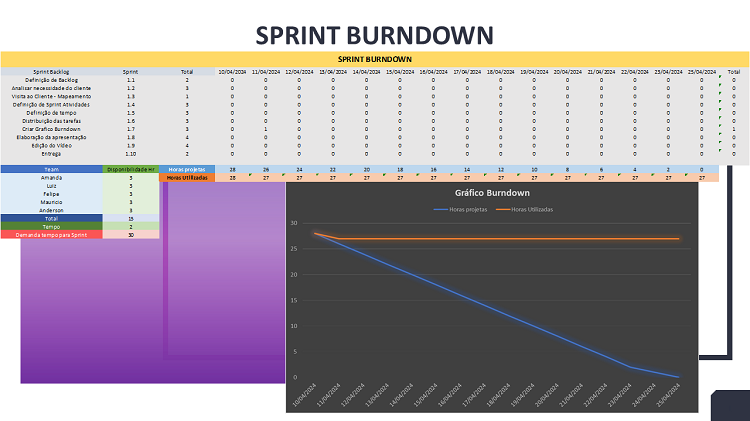 SPRINT BURNDOWN
SPRINT BURNDOWN
Sprint Backlog Sprint Total 10/04/2024 11/04/2024 12/04/2024 13/04/2024 14/04/2024 15/04/2024 16/04/2024 17/04/2024 18/04/2024 19/04/2024 20/04/2024 21/04/2024 22/04/2024 23/04/2024 25/04/2024 Total
Definição de Backlog 1.1 2 0 0 0 0 0 0 0 0 0 0 0 0 0 0 0 0
Analisar necessidade do cliente 1.2 3 0 0 0 0 0 0 0 0 0 0 0 0 0 0 0 0
Visita ao Cliente - Mapeamento 1.3 1 0 0 0 0 0 0 0 0 0 0 0 0 0 0 0 0
Definição de Sprint Atividades 1.4 3 0 0 0 0 0 0 0 0 0 0 0 0 0 0 0 0
Definição de tempo 1.5 3 0 0 0 0 0 0 0 0 0 0 0 0 0 0 0 0
Distribuição das tarefas 1.6 3 0 0 0 0 0 0 0 0 0 0 0 0 0 0 0 0
Criar Grafico Burndown 1.7 3 0 1 0 0 0 0 0 0 0 0 0 0 0 0 0 1
Elaboração da apresentação 1.8 4 0 0 0 0 0 0 0 0 0 0 0 0 0 0 0 0
Edição do Vídeo 1.9 4 0 0 0 0 0 0 0 0 0 0 0 0 0 0 0 0
Entrega 1.10 2 0 0 0 0 0 0 0 0 0 0 0 0 0 0 0 0
Team Disponibilidade Hr Horas projetas 28 26 24 22 20 18 16 14 12 10 8 6 4 2 0
Amanda 3 Horas Utilizadas 28 27 27 27 27 27 27 27 27 27 27 27 27 27 27
Luiz 3
Felipe 3
Mauricio 3
Anderson 3
Total 15
Tempo 2
Demanda tempo para Sprint 30
Gráfico Burndown
Horas projetas Horas Utilizadas
30
25
20
15
10
5
0
10/04/2024 11/04/2024 12/04/2024 13/04/2024 14/04/2024 15/04/2024 16/04/2024 17/04/2024 18/04/2024 19/04/2024 20/04/2024 21/04/2024 22/04/2024 23/04/2024 24/04/2024 25/04/2024